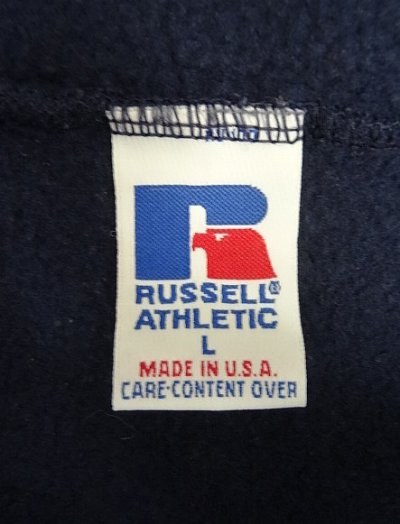 RUSSELL®
ATHLETIC
L
MADE IN U.S.A.
CARE-CONTENT OVER